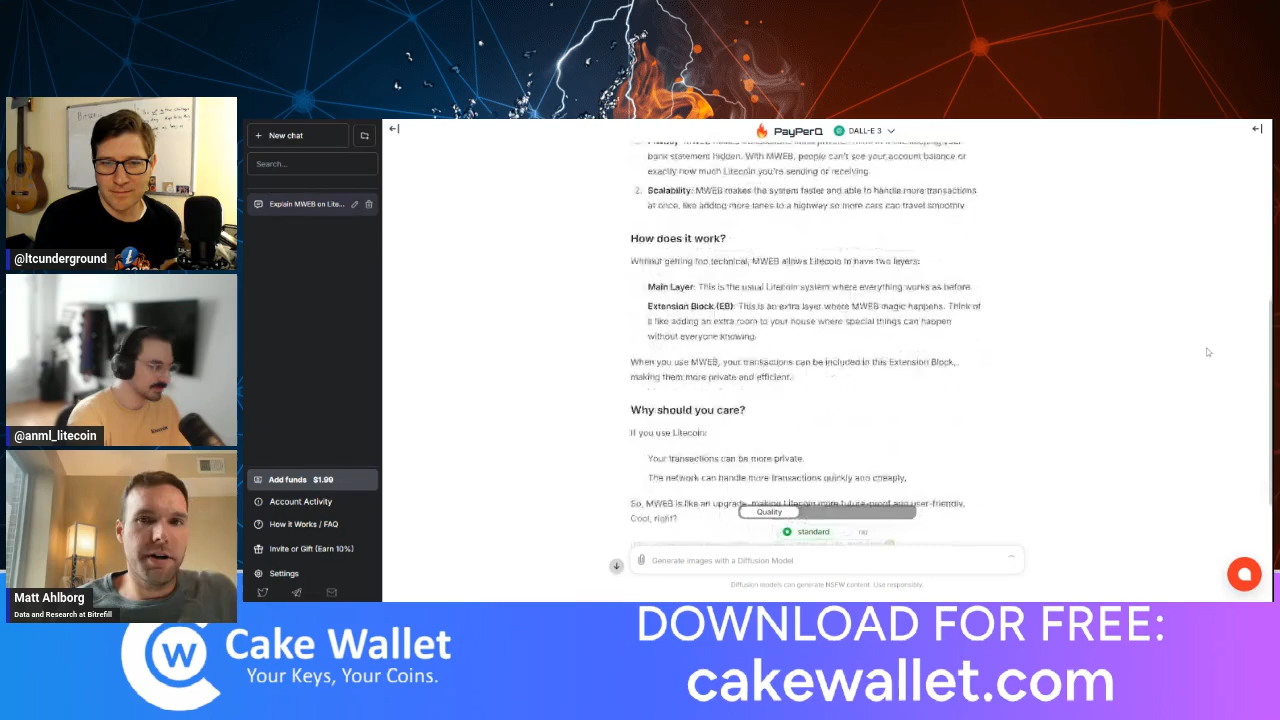 @ltcunderground
@anml_litecoin
Matt Ahlborg
Data and Research at Bitrefill
New chat
Search...
Explain MWEB on Lite...
Add funds $1.99
Account Activity
How it Works / FAQ
Invite or Gift (Earn 10%)
Settings
PayPerQ DALL-E 3
bank statement hidden. With MWEB, people can't see your account balance or
exactly how much Litecoin you're sending or receiving.
2. Scalability: MWEB makes the system faster and able to handle more transactions
at once, like adding more lanes to a highway so more cars can travel smoothly
How does it work?
Without getting too technical, MWEB allows Litecoin to have two layers:
Main Layer: This is the usual Litecoin system where everything works as before.
Extension Block (EB): This is an extra layer where MWEB magic happens. Think of
it like adding an extra room to your house where special things can happen
without everyone knowing.
When you use MWEB, your transactions can be included in this Extension Block,
making them more private and efficient.
Why should you care?
If you use Litecoin:
Your transactions can be more private.
The network can handle more transactions quickly and cheaply,
So, MWEB is like an upgrade, making Litecoin more future-proof and user-friendly.
Cool, right?
Quality
standard
Generate images with a Diffusion Model
Diffusion models can generate NSFW content. Use responsibly.
Cake Wallet
Your Keys, Your Coins.
DOWNLOAD FOR FREE:
cakewallet.com